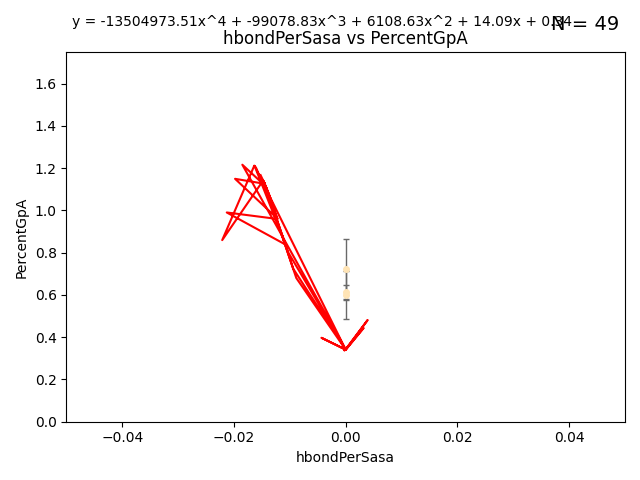 y = -13504973.51x^4 + -99078.83x^3 + 6108.63x^2 + 14.09x + 0.34
N = 49
hbondPerSasa vs PercentGpA
PercentGpA
1.6
1.4
1.2
1.0
0.8
0.6
0.4
0.2
0.0
−0.04 −0.02 0.00 0.02 0.04
hbondPerSasa